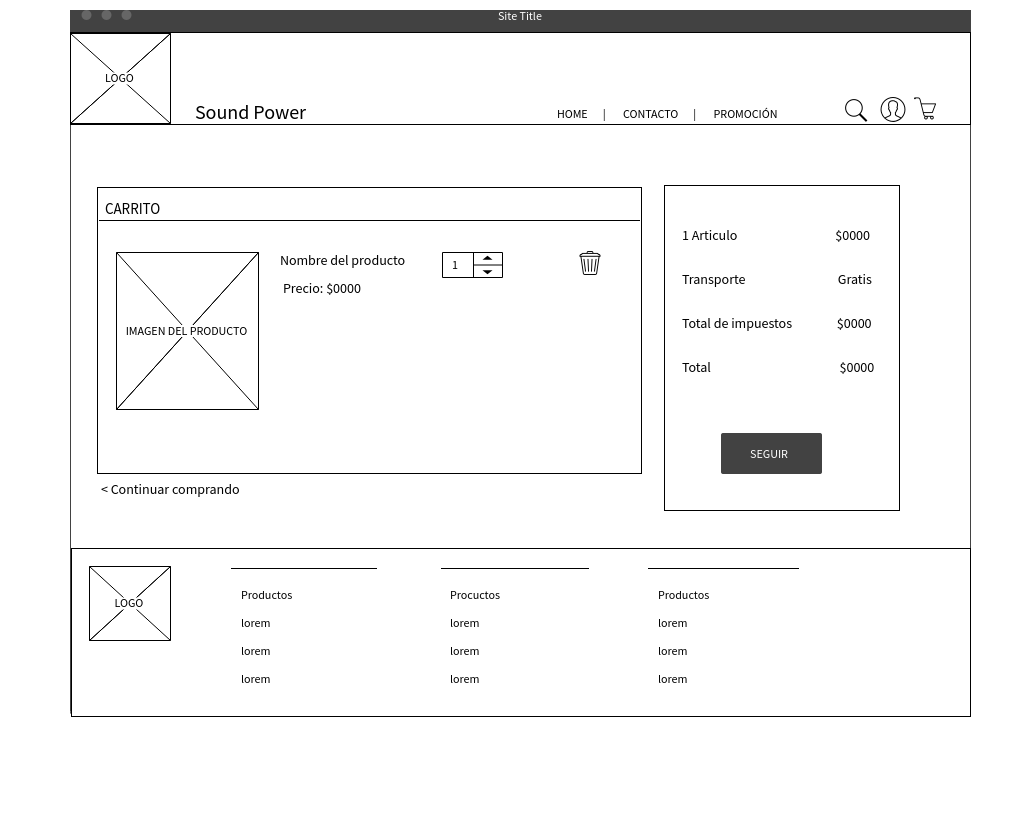 Site Title
LOGO
Sound Power
HOME | CONTACTO | PROMOCIÓN
CARRITO
IMAGEN DEL PRODUCTO
Nombre del producto
Precio: $0000
1
1 Articulo $0000
Transporte Gratis
Total de impuestos $0000
Total $0000
SEGUIR
< Continuar comprando
LOGO
Productos
lorem
lorem
lorem
Procuctos
lorem
lorem
lorem
Productos
lorem
lorem
lorem